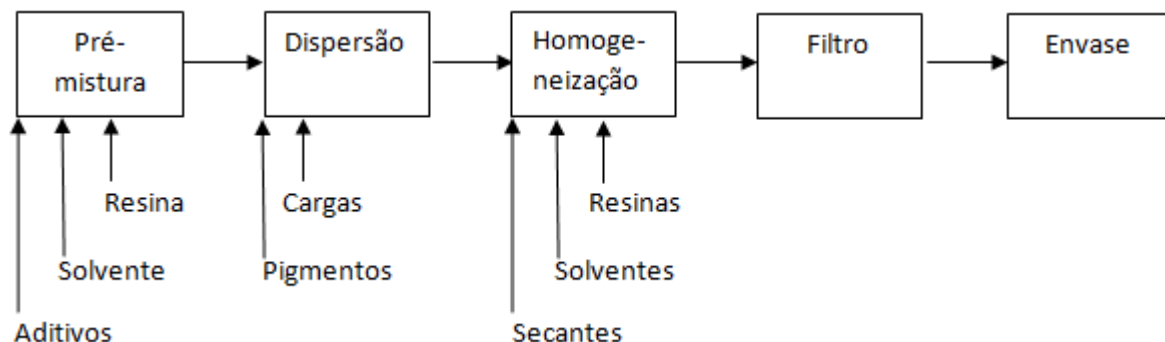 Pré-
mistura
Dispersão
Homoge-
neização
Filtro
Envase
Resina
Cargas
Resinas
Solvente
Pigmentos
Solventes
Aditivos
Secantes